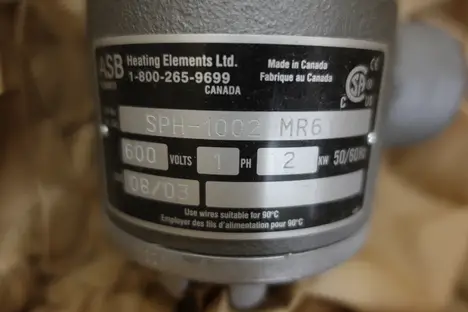 ASB Heating Elements Ltd.
1-800-265-9699
CANADA
Made in Canada
Fabriqué au Canada
C SA US
SPH-1002 MR6
600 VOLTS 1 PH 2 KW 50/60Hz
08/03
Use wires suitable for 90°C
Employer des fils d'alimentation pour 90°C